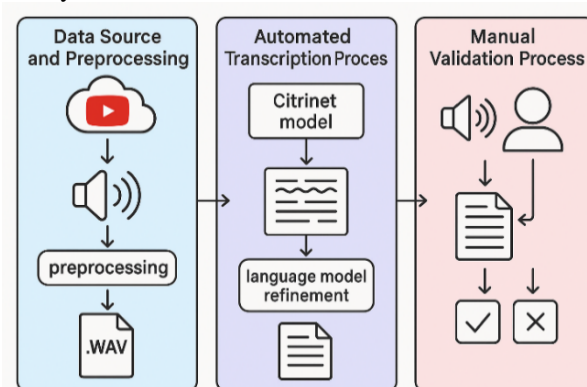 Data Source
and Preprocessing
preprocessing
.WAV
Automated
Transcription Proces
Citrinet
model
language model
refinement
Manual
Validation Process